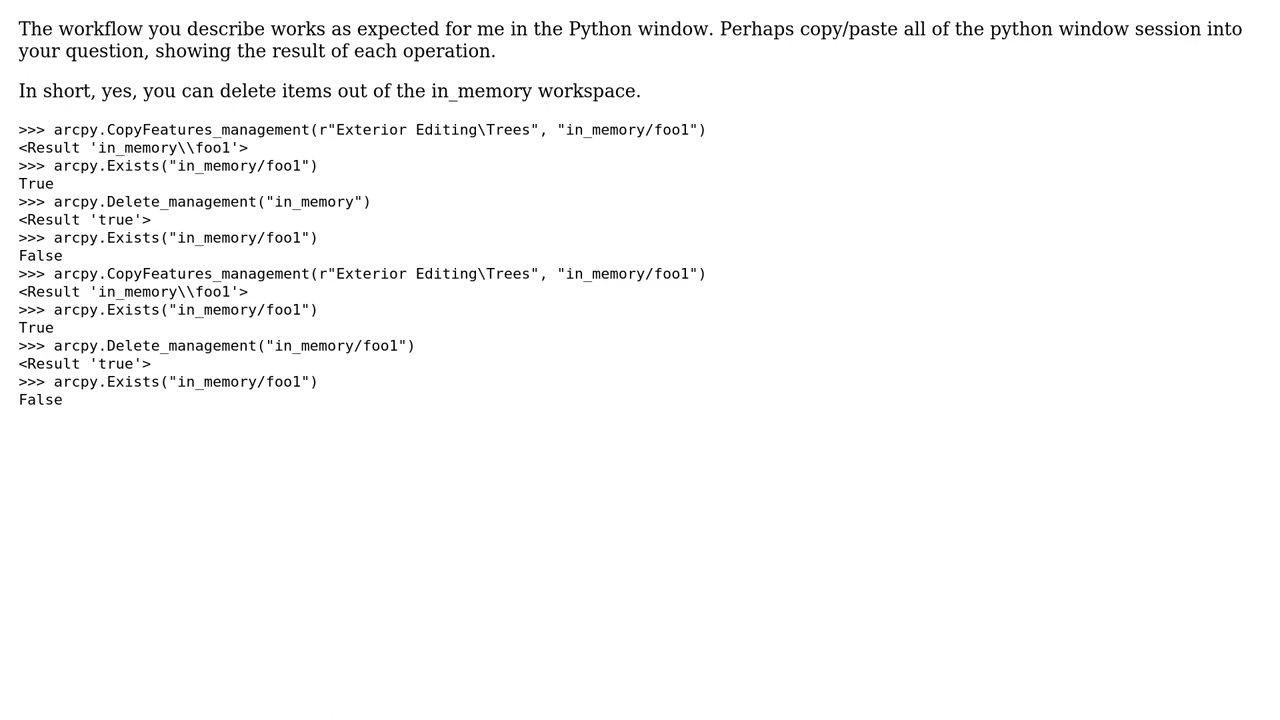 The workflow you describe works as expected for me in the Python window. Perhaps copy/paste all of the python window session into
your question, showing the result of each operation.
In short, yes, you can delete items out of the in_memory workspace.
>>> arcpy.CopyFeatures_management(r"Exterior Editing\Trees", "in_memory/foo1")
<Result 'in_memory\\foo1'>
>>> arcpy.Exists("in_memory/foo1")
True
>>> arcpy.Delete_management("in_memory")
<Result 'true'>
>>> arcpy.Exists("in_memory/foo1")
False
>>> arcpy.CopyFeatures_management(r"Exterior Editing\Trees", "in_memory/foo1")
<Result 'in_memory\\foo1'>
>>> arcpy.Exists("in_memory/foo1")
True
>>> arcpy.Delete_management("in_memory/foo1")
<Result 'true'>
>>> arcpy.Exists("in_memory/foo1")
False